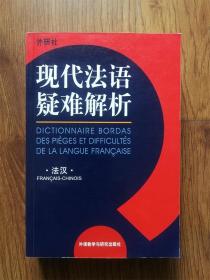 外研社
现代法语
疑难解析
DICTIONNAIRE BORDAS
DES PIÉGES ET DIFFICULTÉS
DE LA LANGUE FRANÇAISE
·法汉·
FRANÇAIS-CHINOIS
外语教学与研究出版社